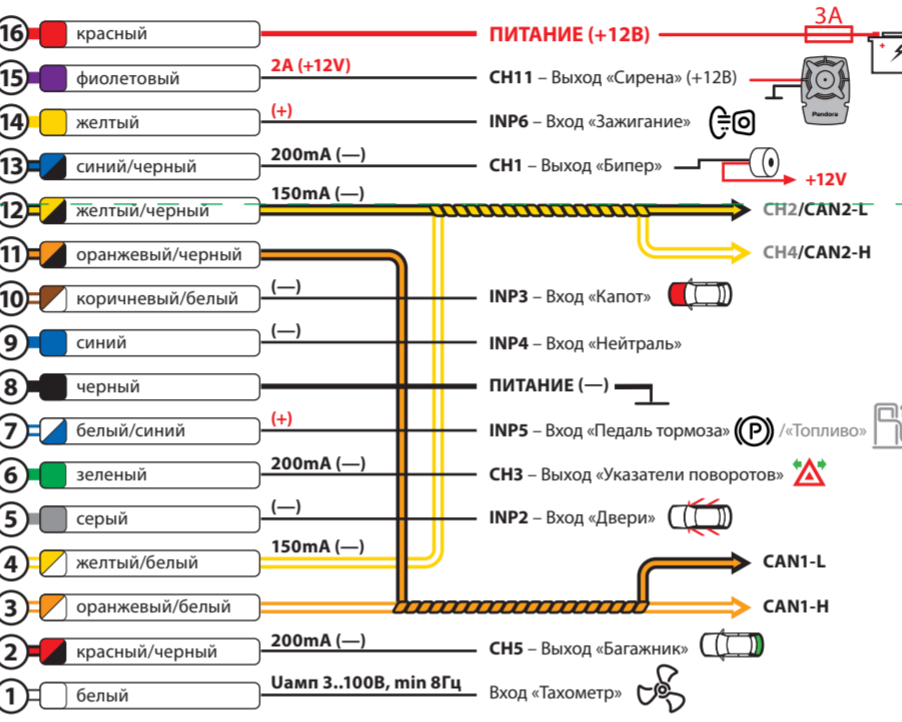 3А
16 красный ПИТАНИЕ (+12В)
15 фиолетовый 2А (+12V) CH11 – Выход «Сирена» (+12В)
Pandora
14 желтый (+) INP6 – Вход «Зажигание»
13 синий/черный 200mA (—) CH1 – Выход «Бипер»
+12V
12 желтый/черный 150mA (—) CH2/CAN2-L
11 оранжевый/черный CH4/CAN2-H
10 коричневый/белый (—) INP3 – Вход «Капот»
9 синий (—) INP4 – Вход «Нейтраль»
8 черный ПИТАНИЕ (—)
7 белый/синий (+) INP5 – Вход «Педаль тормоза» (P) /«Топливо»
6 зеленый 200mA (—) CH3 – Выход «Указатели поворотов»
5 серый (—) INP2 – Вход «Двери»
4 желтый/белый 150mA (—) CAN1-L
3 оранжевый/белый CAN1-H
2 красный/черный 200mA (—) CH5 – Выход «Багажник»
1 белый Uамп 3..100В, min 8Гц Вход «Тахометр»